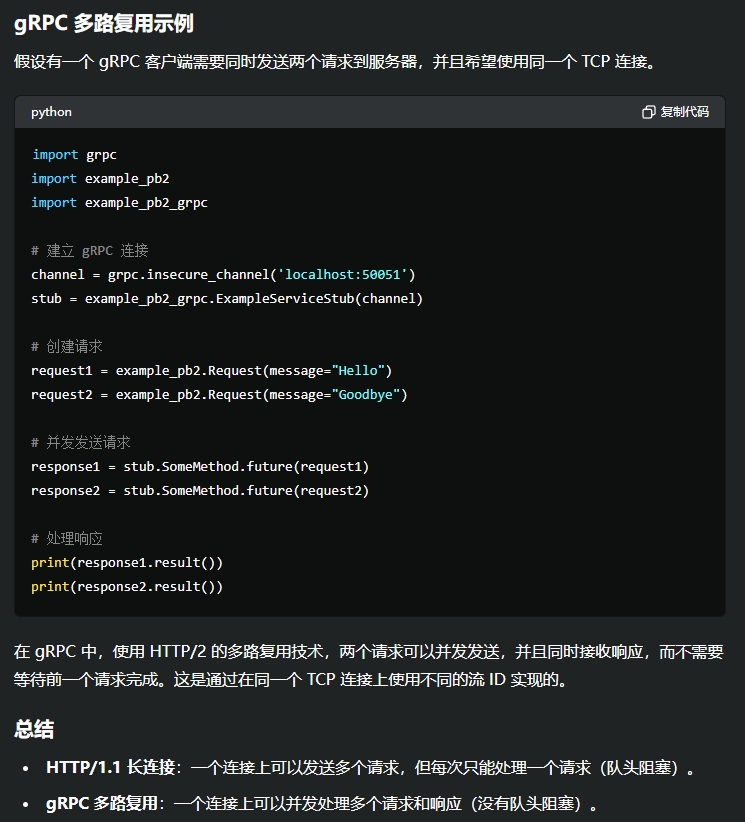 gRPC 多路复用示例
假设有一个 gRPC 客户端需要同时发送两个请求到服务器，并且希望使用同一个 TCP 连接。
python
复制代码
import grpc
import example_pb2
import example_pb2_grpc
# 建立 gRPC 连接
channel = grpc.insecure_channel('localhost:50051')
stub = example_pb2_grpc.ExampleServiceStub(channel)
# 创建请求
request1 = example_pb2.Request(message="Hello")
request2 = example_pb2.Request(message="Goodbye")
# 并发发送请求
response1 = stub.SomeMethod.future(request1)
response2 = stub.SomeMethod.future(request2)
# 处理响应
print(response1.result())
print(response2.result())
在 gRPC 中，使用 HTTP/2 的多路复用技术，两个请求可以并发发送，并且同时接收响应，而不需要
等待前一个请求完成。这是通过在同一个 TCP 连接上使用不同的流 ID 实现的。
总结
• HTTP/1.1 长连接：一个连接上可以发送多个请求，但每次只能处理一个请求（队头阻塞）。
• gRPC 多路复用：一个连接上可以并发处理多个请求和响应（没有队头阻塞）。